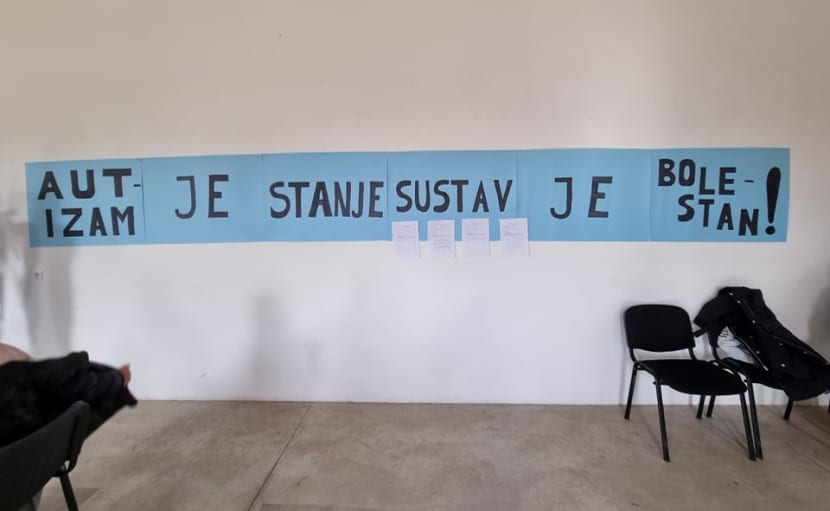 AUT-
IZAM
JE
STANJE
SUSTAV
JE
BOLE-
STAN!